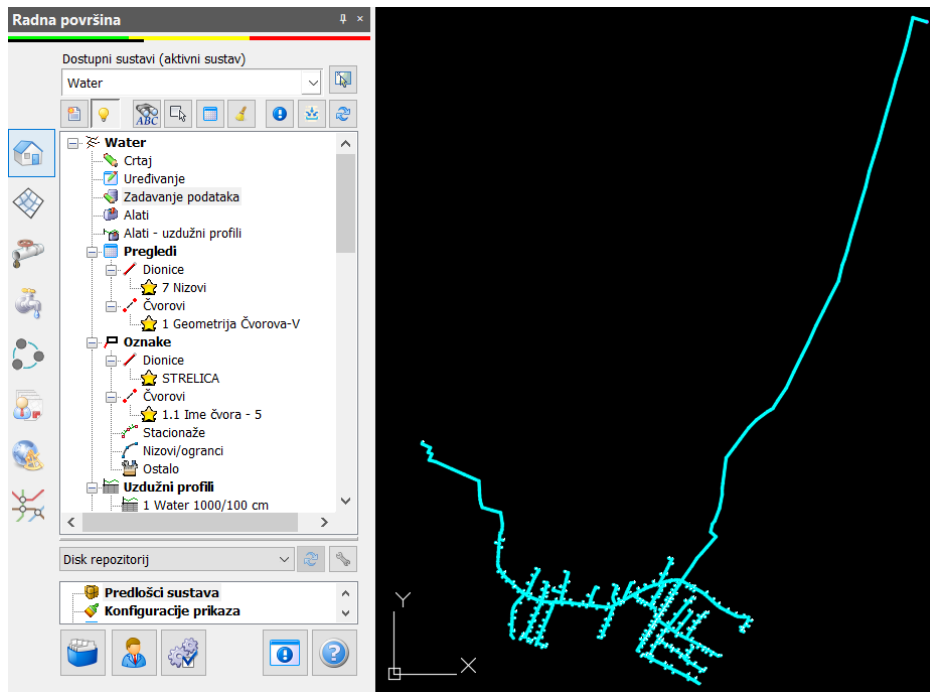 Radna površina
Dostupni sustavi (aktivni sustav)
Water
ABC
Water
Crtaj
Uređivanje
Zadavanje podataka
Alati
Alati - uzdužni profili
Pregledi
Dionice
7 Nizovi
Čvorovi
1 Geometrija Čvorova-V
Oznake
Dionice
STRELICA
Čvorovi
1.1 Ime čvora - 5
Stacionaže
Nizovi/ogranci
Ostalo
Uzdužni profili
1 Water 1000/100 cm
Disk repozitorij
Predlošci sustava
Konfiguracije prikaza
Y
X